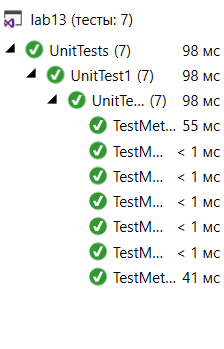 lab13 (тесты: 7)
UnitTests (7) 98 мс
UnitTest1 (7) 98 мс
UnitTe... (7) 98 мс
TestMet... 55 мс
TestM... < 1 мс
TestM... < 1 мс
TestM... < 1 мс
TestM... < 1 мс
TestM... < 1 мс
TestMet... 41 мс